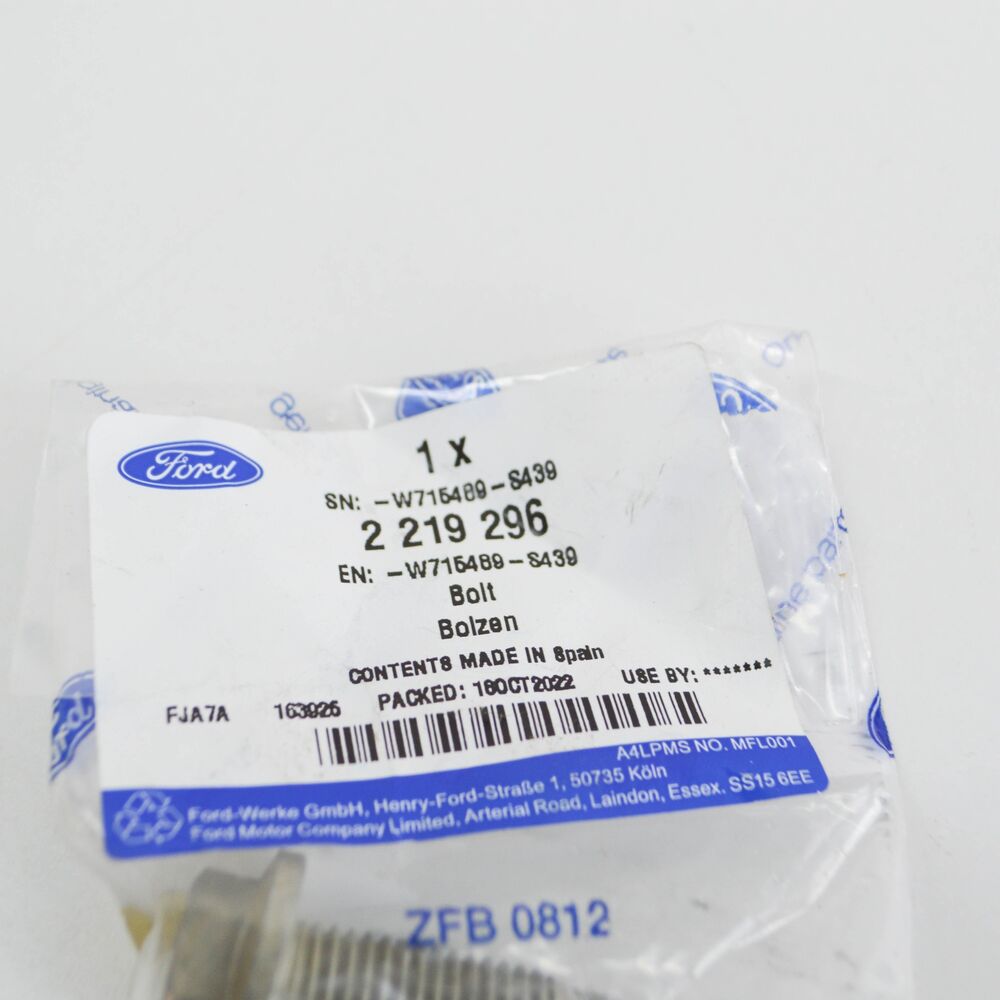 Ford
1 X
SN: -W715489-S439
2 219 296
EN: -W715489-S439
Bolt
Bolzen
CONTENTS MADE IN Spain
PACKED: 18OCT2022 USE BY: *******
FJA7A 163925
A4LPMS NO. MFL001
Ford-Werke GmbH, Henry-Ford-Straße 1, 50735 Köln
Ford Motor Company Limited, Arterial Road, Laindon, Essex. SS15 6EE
ZFB 0812